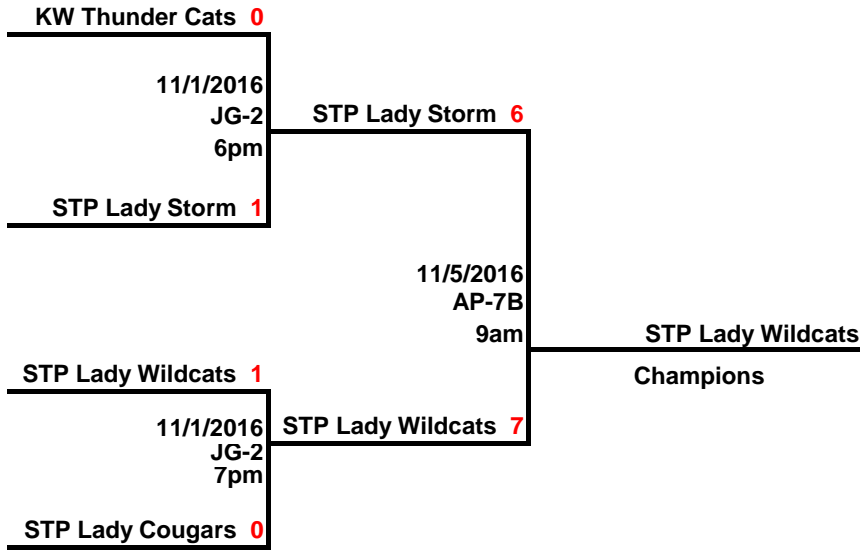 KW Thunder Cats 0
11/1/2016
JG-2
6pm
STP Lady Storm 1
STP Lady Storm 6
11/5/2016
AP-7B
9am
STP Lady Wildcats
Champions
STP Lady Wildcats 1
11/1/2016
JG-2
7pm
STP Lady Wildcats 7
STP Lady Cougars 0